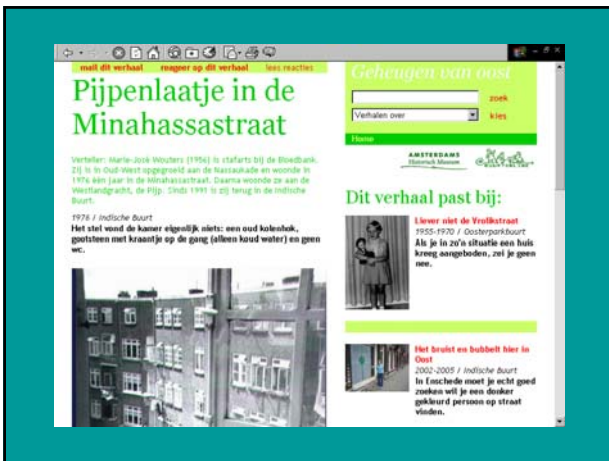 mail dit verhaal reageer op dit verhaal lees reacties
Pijpenlaatje in de
Minahassastraat
Verteller: Marie-José Wouters (1956) is stafarts bij de Bloedbank.
Zij is in Oud-West opgegroeid aan de Nassaukade en woonde in
1976 één jaar in de Minahassastraat. Daarna woonde ze aan de
Westlandgracht, de Pijp. Sinds 1991 is zij terug in de Indische
Buurt.
1976 / Indische Buurt
Het stel vond de kamer eigenlijk niets: een oud kolenhok,
gootsteen met kraantje op de gang (alleen koud water) en geen
wc.
Geheugen van oost
zoek
Verhalen over kies
Home
AMSTERDAMS
Historisch Museum
Dit verhaal past bij:
Liever niet de Vrolikstraat
1955-1970 / Oosterparkbuurt
Als je in zo'n situatie een huis
kreeg aangeboden, zei je geen
nee.
Het bruist en bubbelt hier in
Oost
2002-2005 / Indische Buurt
In Enschede moet je echt goed
zoeken wil je een donker
gekleurd persoon op straat
vinden.